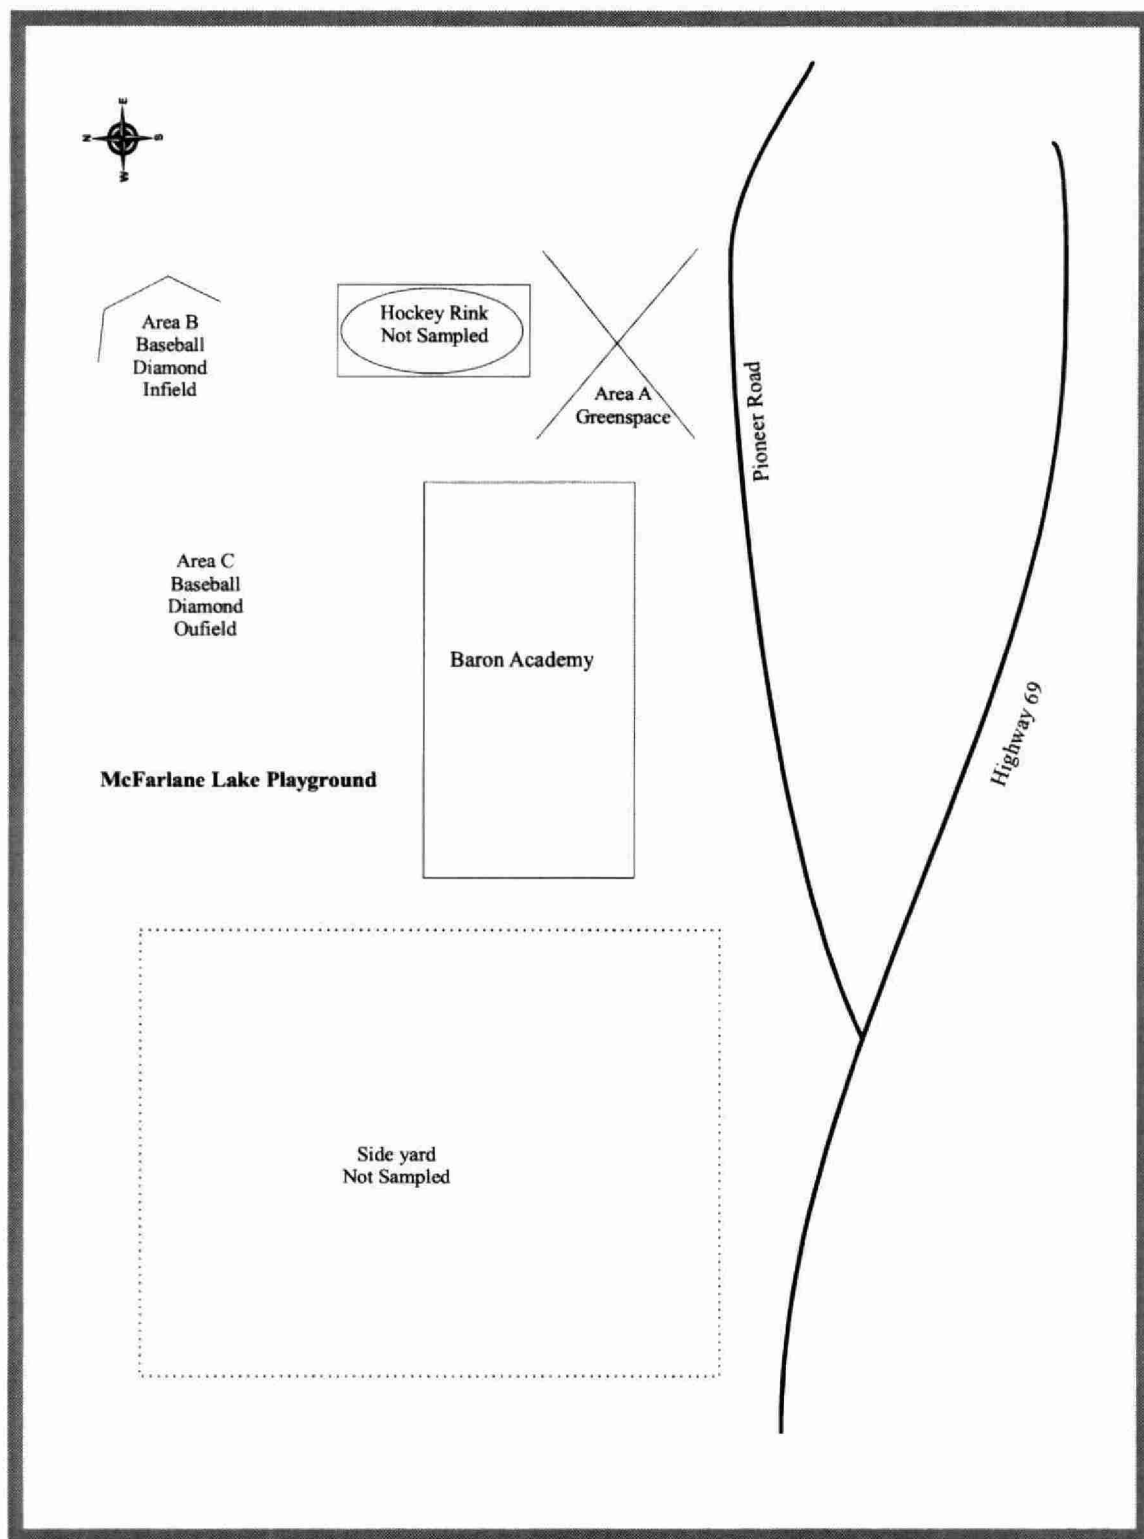 E
N
S
W
Hockey Rink
Not Sampled
Area B
Baseball
Diamond
Infield
Area A
Greenspace
Pioneer Road
Area C
Baseball
Diamond
Oufield
Baron Academy
Highway 69
McFarlane Lake Playground
Side yard
Not Sampled